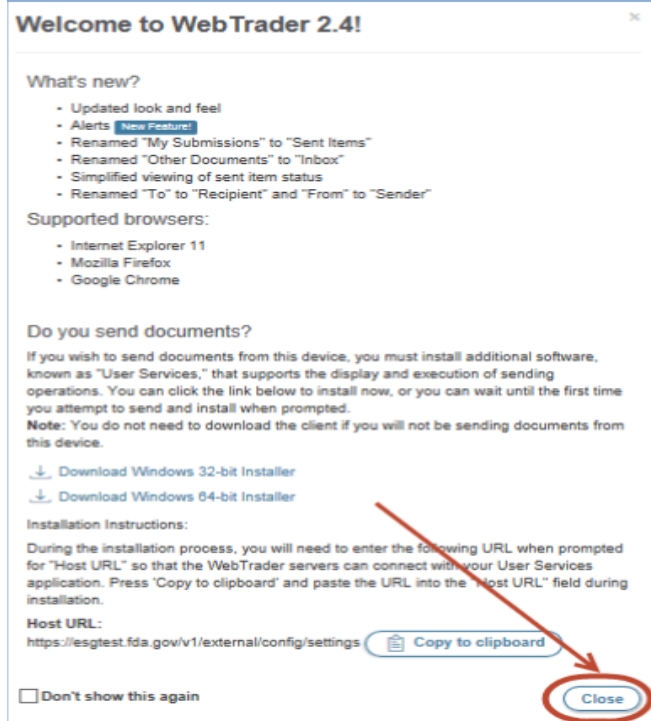 Welcome to WebTrader 2.4!
×
What's new?
- Updated look and feel
- Alerts New Feature!
- Renamed "My Submissions" to "Sent Items"
- Renamed "Other Documents" to "Inbox"
- Simplified viewing of sent item status
- Renamed "To" to "Recipient" and "From" to "Sender"
Supported browsers:
- Internet Explorer 11
- Mozilla Firefox
- Google Chrome
Do you send documents?
If you wish to send documents from this device, you must install additional software,
known as "User Services," that supports the display and execution of sending
operations. You can click the link below to install now, or you can wait until the first time
you attempt to send and install when prompted.
Note: You do not need to download the client if you will not be sending documents from
this device.
Download Windows 32-bit Installer
Download Windows 64-bit Installer
Installation Instructions:
During the installation process, you will need to enter the following URL when prompted
for "Host URL" so that the WebTrader servers can connect with your User Services
application. Press 'Copy to clipboard' and paste the URL into the "Host URL" field during
installation.
Host URL:
https://esgtest.fda.gov/v1/external/config/settings Copy to clipboard
Don't show this again Close